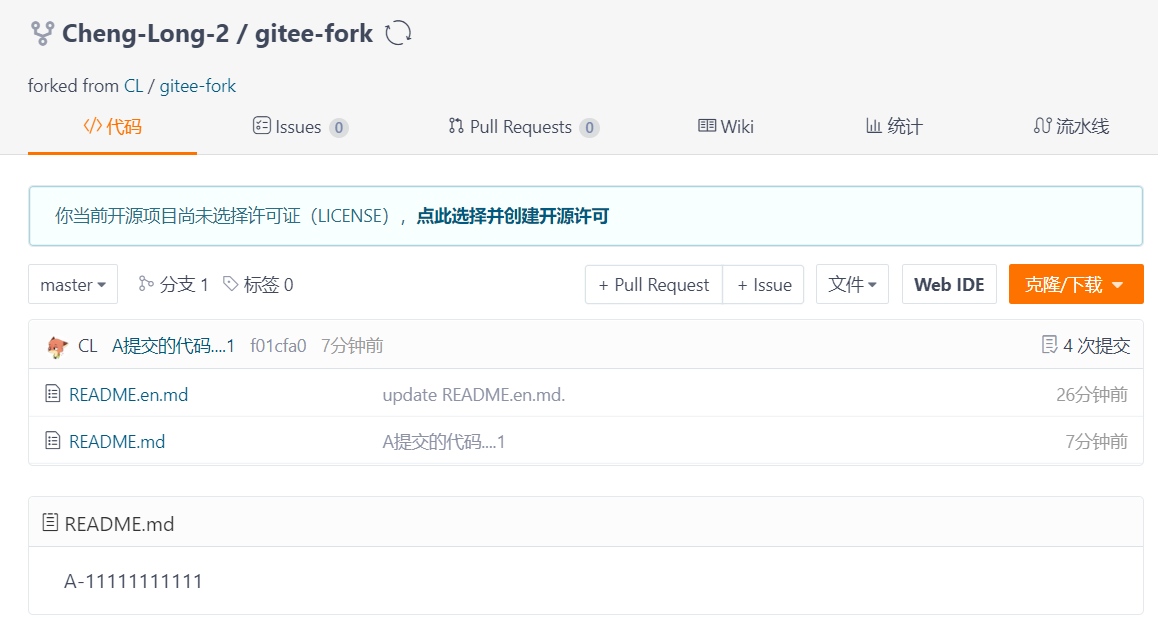 Cheng-Long-2 / gitee-fork
forked from CL / gitee-fork
代码 Issues 0 Pull Requests 0 Wiki 统计 流水线
你当前开源项目尚未选择许可证（LICENSE），点此选择并创建开源许可
master 分支 1 标签 0 + Pull Request + Issue 文件 Web IDE 克隆/下载
CL A提交的代码....1 f01cfa0 7分钟前 4 次提交
README.en.md update README.en.md. 26分钟前
README.md A提交的代码....1 7分钟前
README.md
A-11111111111